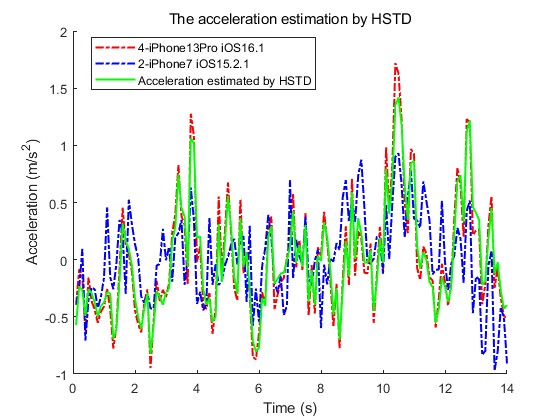 The acceleration estimation by HSTD
2
1.5
1
0.5
0
-0.5
-1
Acceleration (m/s²)
4-iPhone13Pro iOS16.1
2-iPhone7 iOS15.2.1
Acceleration estimated by HSTD
0 2 4 6 8 10 12 14
Time (s)